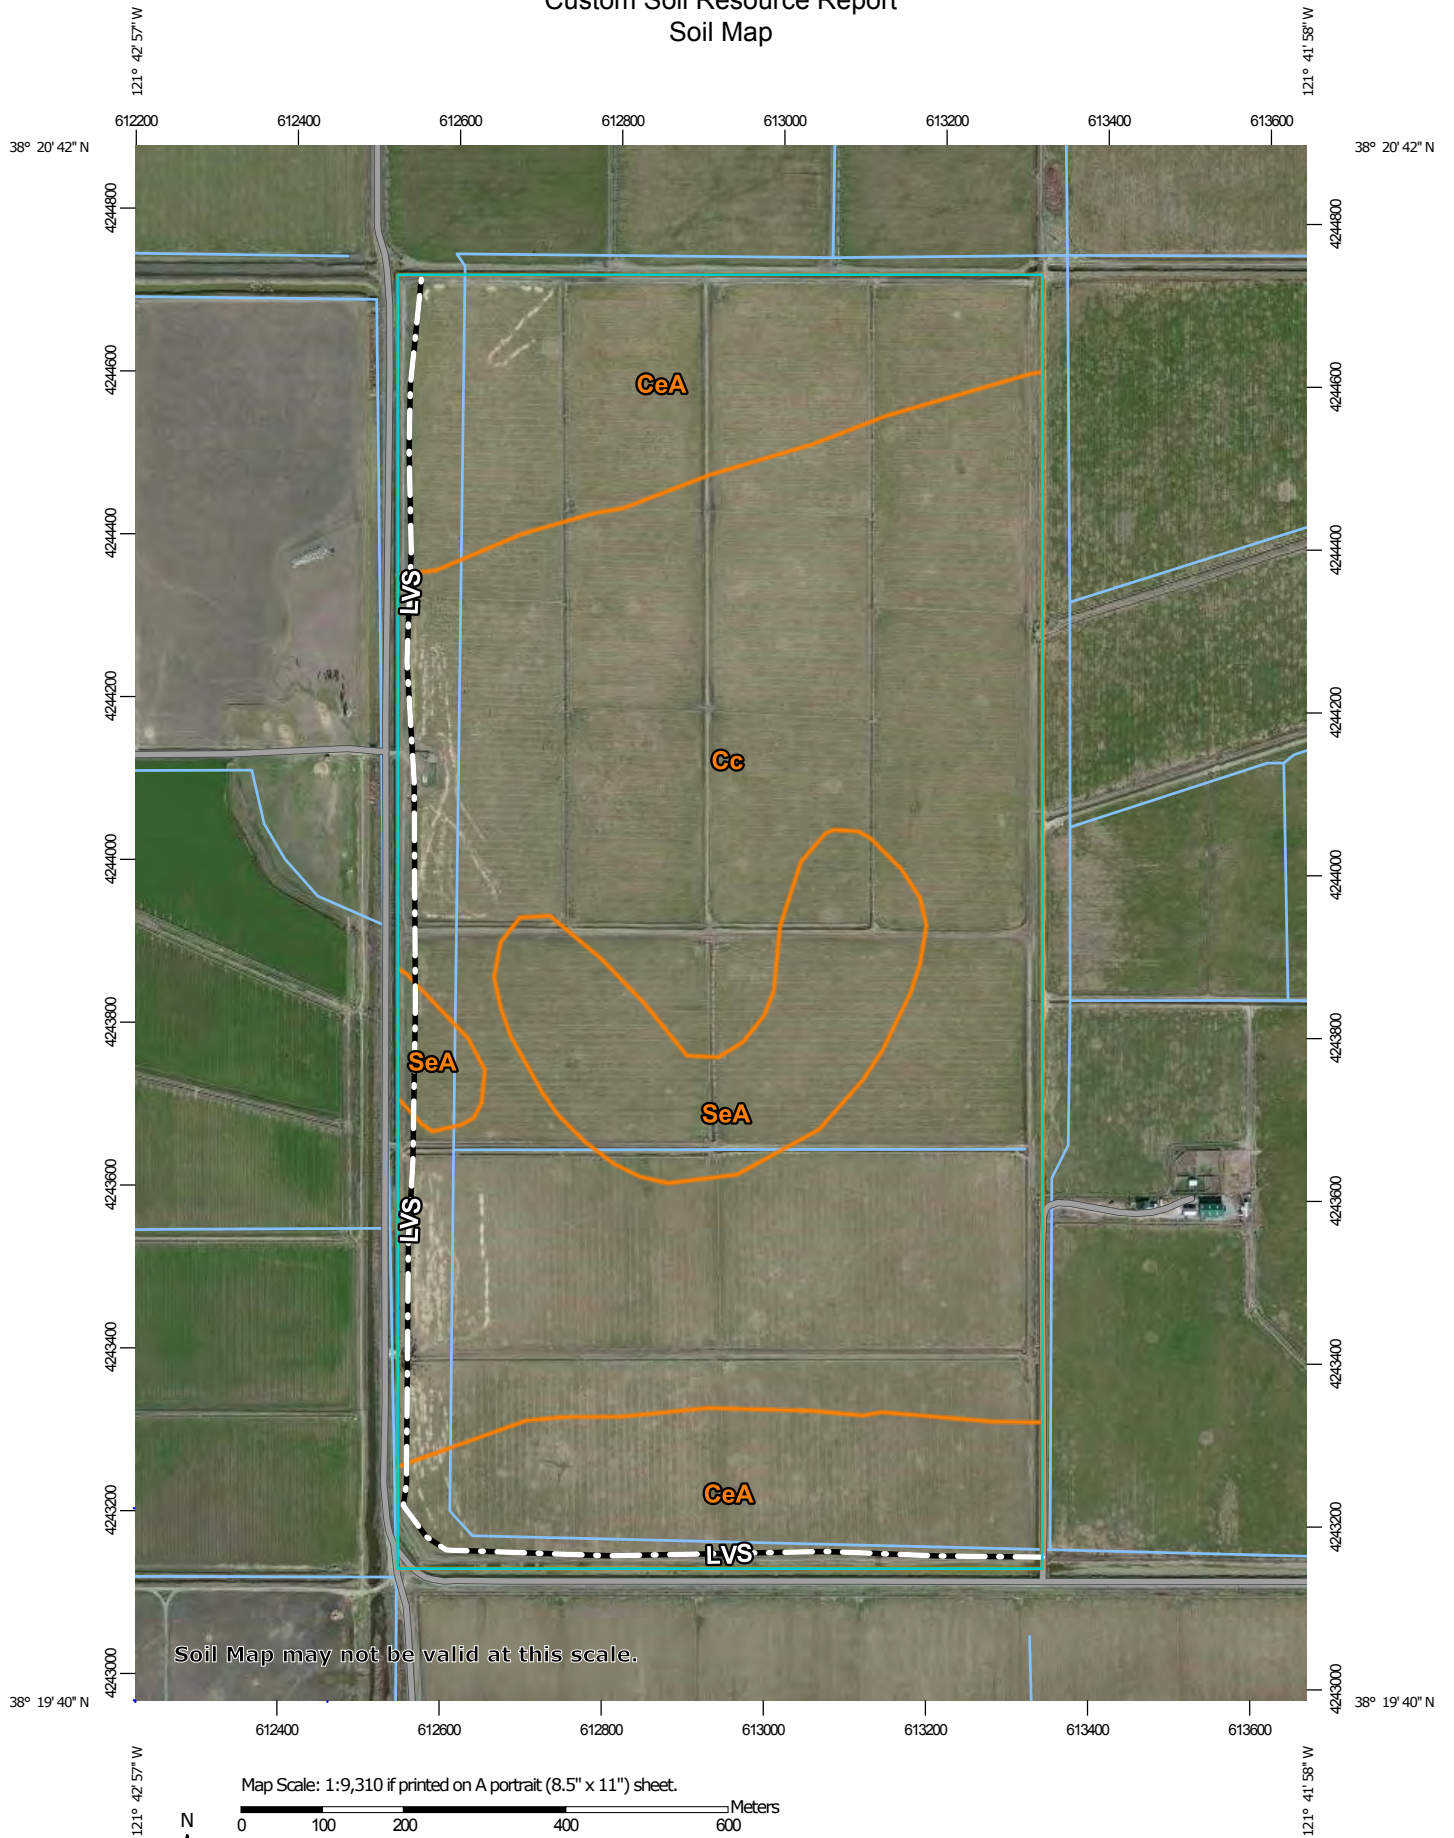 Custom Soil Resource Report
Soil Map
121° 42' 57'' W
121° 41' 58'' W
612200 612400 612600 612800 613000 613200 613400 613600
38° 20' 42'' N
38° 20' 42'' N
4244800
4244800
4244600
4244600
CeA
4244400
4244400
LVS
4244200
4244200
Cc
4244000
4244000
4243800
4243800
SeA
SeA
4243600
4243600
LVS
4243400
4243400
CeA
4243200
4243200
LVS
Soil Map may not be valid at this scale.
4243000
4243000
38° 19' 40'' N
38° 19' 40'' N
612400 612600 612800 613000 613200 613400 613600
121° 42' 57'' W
121° 41' 58'' W
Map Scale: 1:9,310 if printed on A portrait (8.5" x 11") sheet.
N
Meters
0 100 200 400 600